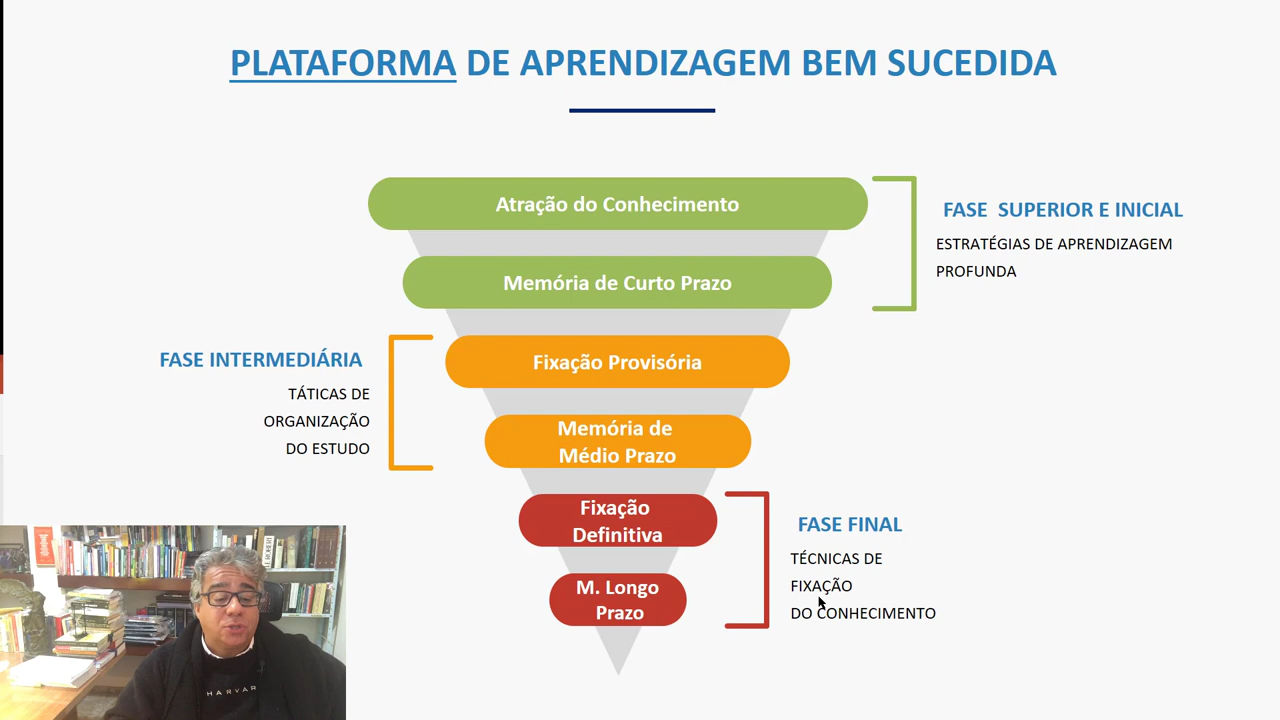 PLATAFORMA DE APRENDIZAGEM BEM SUCEDIDA
Atração do Conhecimento
Memória de Curto Prazo
FASE SUPERIOR E INICIAL
ESTRATÉGIAS DE APRENDIZAGEM
PROFUNDA
FASE INTERMEDIÁRIA
TÁTICAS DE
ORGANIZAÇÃO
DO ESTUDO
Fixação Provisória
Memória de
Médio Prazo
Fixação
Definitiva
M. Longo
Prazo
FASE FINAL
TÉCNICAS DE
FIXAÇÃO
DO CONHECIMENTO
HARVAR